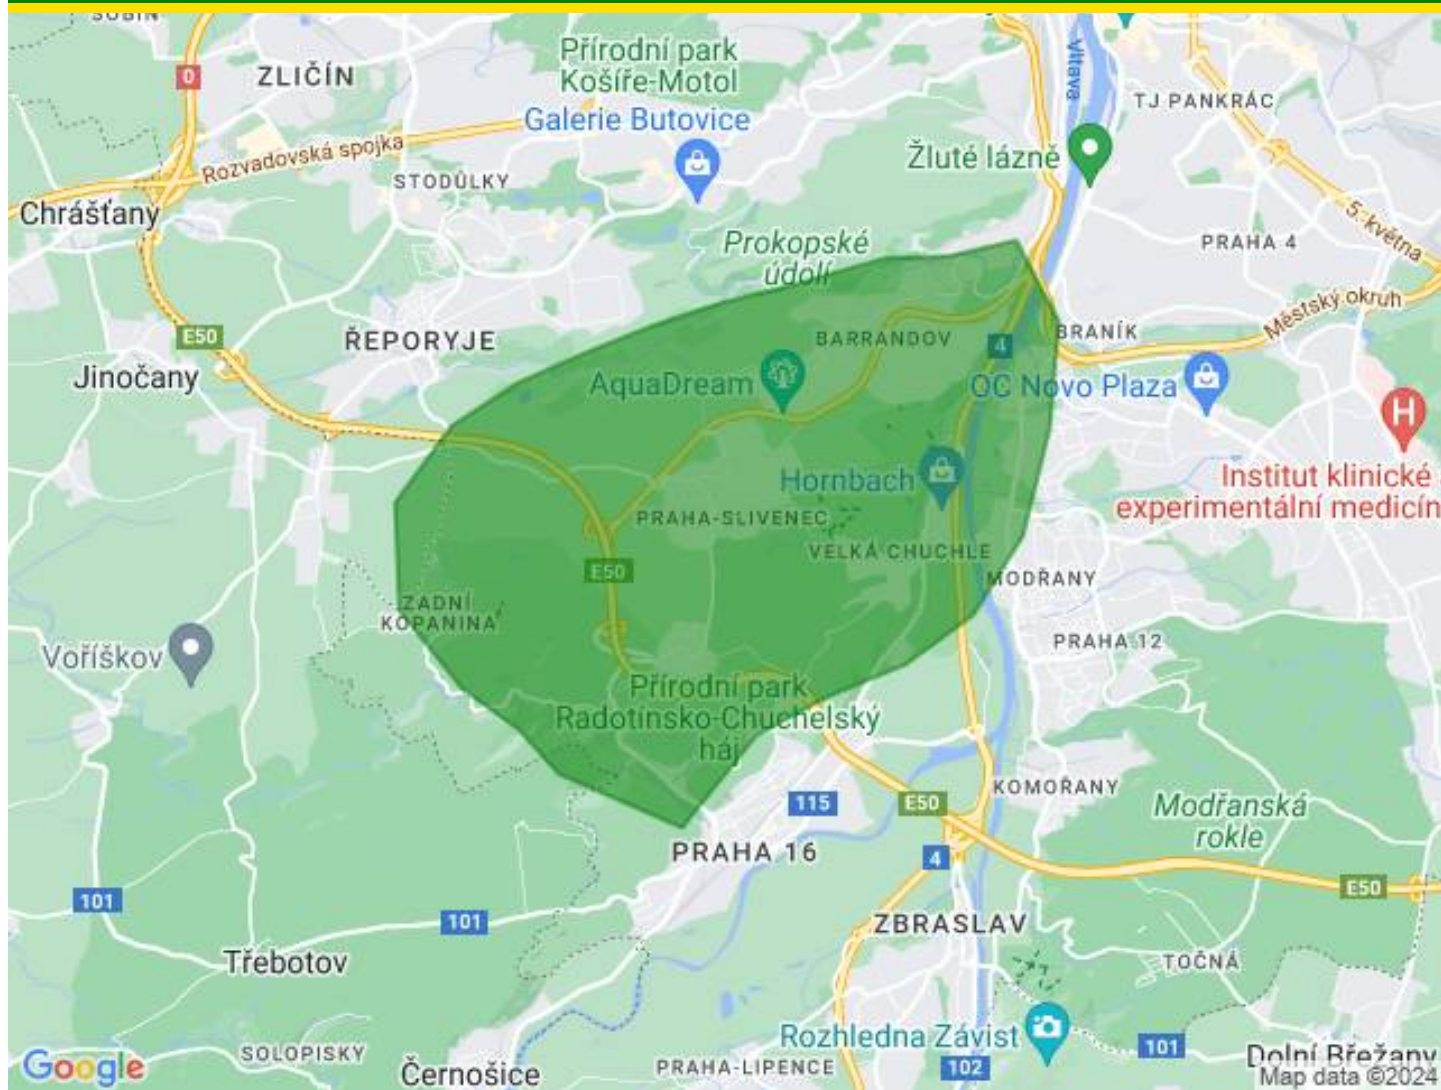 ZLIČÍN
Přírodní park
Košíře-Motol
Vltava
0
TJ PANKRÁC
Galerie Butovice
Rozvadovská spojka
Žluté lázně
STODŮLKY
Chrášťany
5. května
Prokopské
údolí
PRAHA 4
Městský okruh
E50
ŘEPORYJE
BARRANDOV
4
BRANÍK
Jinočany
AquaDream
OC Novo Plaza
H
Hornbach
Institut klinické
experimentální medicín
PRAHA-SLIVENEC
VELKÁ CHUCHLE
E50
MODŘANY
ZADNÍ
KOPANINA
PRAHA 12
Voříškov
Přírodní park
Radotínsko-Chuchelský
háj
KOMOŘANY
115
E50
Modřanská
rokle
PRAHA 16
4
E50
101
101
ZBRASLAV
Třebotov
TOČNÁ
Rozhledna Závist
SOLOPISKY
101
Dolní Břežany
Google
Černošice
PRAHA-LIPENCE
102
Map data ©2024